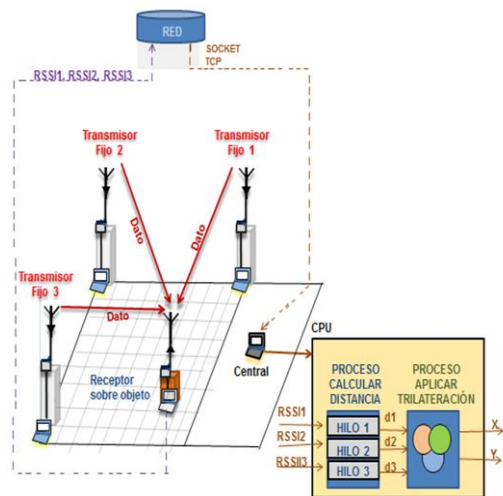 RED
SOCKET
TCP
RSSI1, RSSI2, RSSI3
Transmisor
Fijo 2
Transmisor
Fijo 1
Dato
Dato
Transmisor
Fijo 3
Dato
Receptor
sobre objeto
Central
CPU
PROCESO
CALCULAR
DISTANCIA
PROCESO
APLICAR
TRILATERACIÓN
RSSI1
RSSI2
RSSII3
HILO 1
HILO 2
HILO 3
d1
d2
d3
X
Y